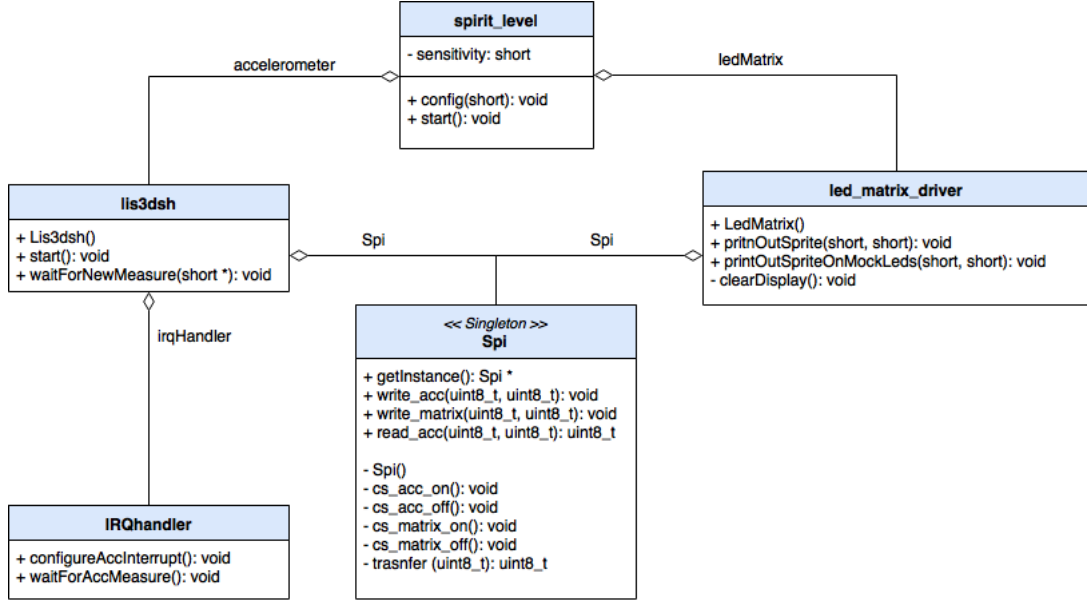 spirit_level
- sensitivity: short
+ config(short): void
+ start(): void
accelerometer
ledMatrix
lis3dsh
+ Lis3dsh()
+ start(): void
+ waitForNewMeasure(short *): void
Spi
Spi
led_matrix_driver
+ LedMatrix()
+ pritnOutSprite(short, short): void
+ printOutSpriteOnMockLeds(short, short): void
- clearDisplay(): void
irqHandler
<< Singleton >>
Spi
+ getInstance(): Spi *
+ write_acc(uint8_t, uint8_t): void
+ write_matrix(uint8_t, uint8_t): void
+ read_acc(uint8_t, uint8_t): uint8_t
- Spi()
- cs_acc_on(): void
- cs_acc_off(): void
- cs_matrix_on(): void
- cs_matrix_off(): void
- trasnfer (uint8_t): uint8_t
IRQhandler
+ configureAccInterrupt(): void
+ waitForAccMeasure(): void